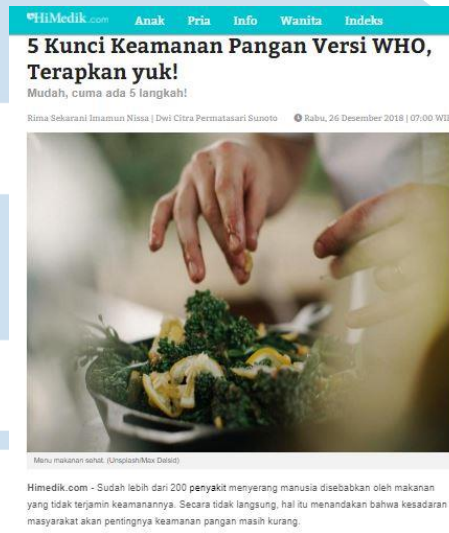 HiMedik.com Anak Pria Info Wanita Indeks
5 Kunci Keamanan Pangan Versi WHO,
Terapkan yuk!
Mudah, cuma ada 5 langkah!
Rima Sekarani Imamun Nissa | Dwi Citra Permatasari Sunoto Rabu, 26 Desember 2018 | 07:00 WIB
Menu makanan sehat. (Unsplash/Max Delsid)
Himedik.com - Sudah lebih dari 200 penyakit menyerang manusia disebabkan oleh makanan
yang tidak terjamin keamanannya. Secara tidak langsung, hal itu menandakan bahwa kesadaran
masyarakat akan pentingnya keamanan pangan masih kurang.